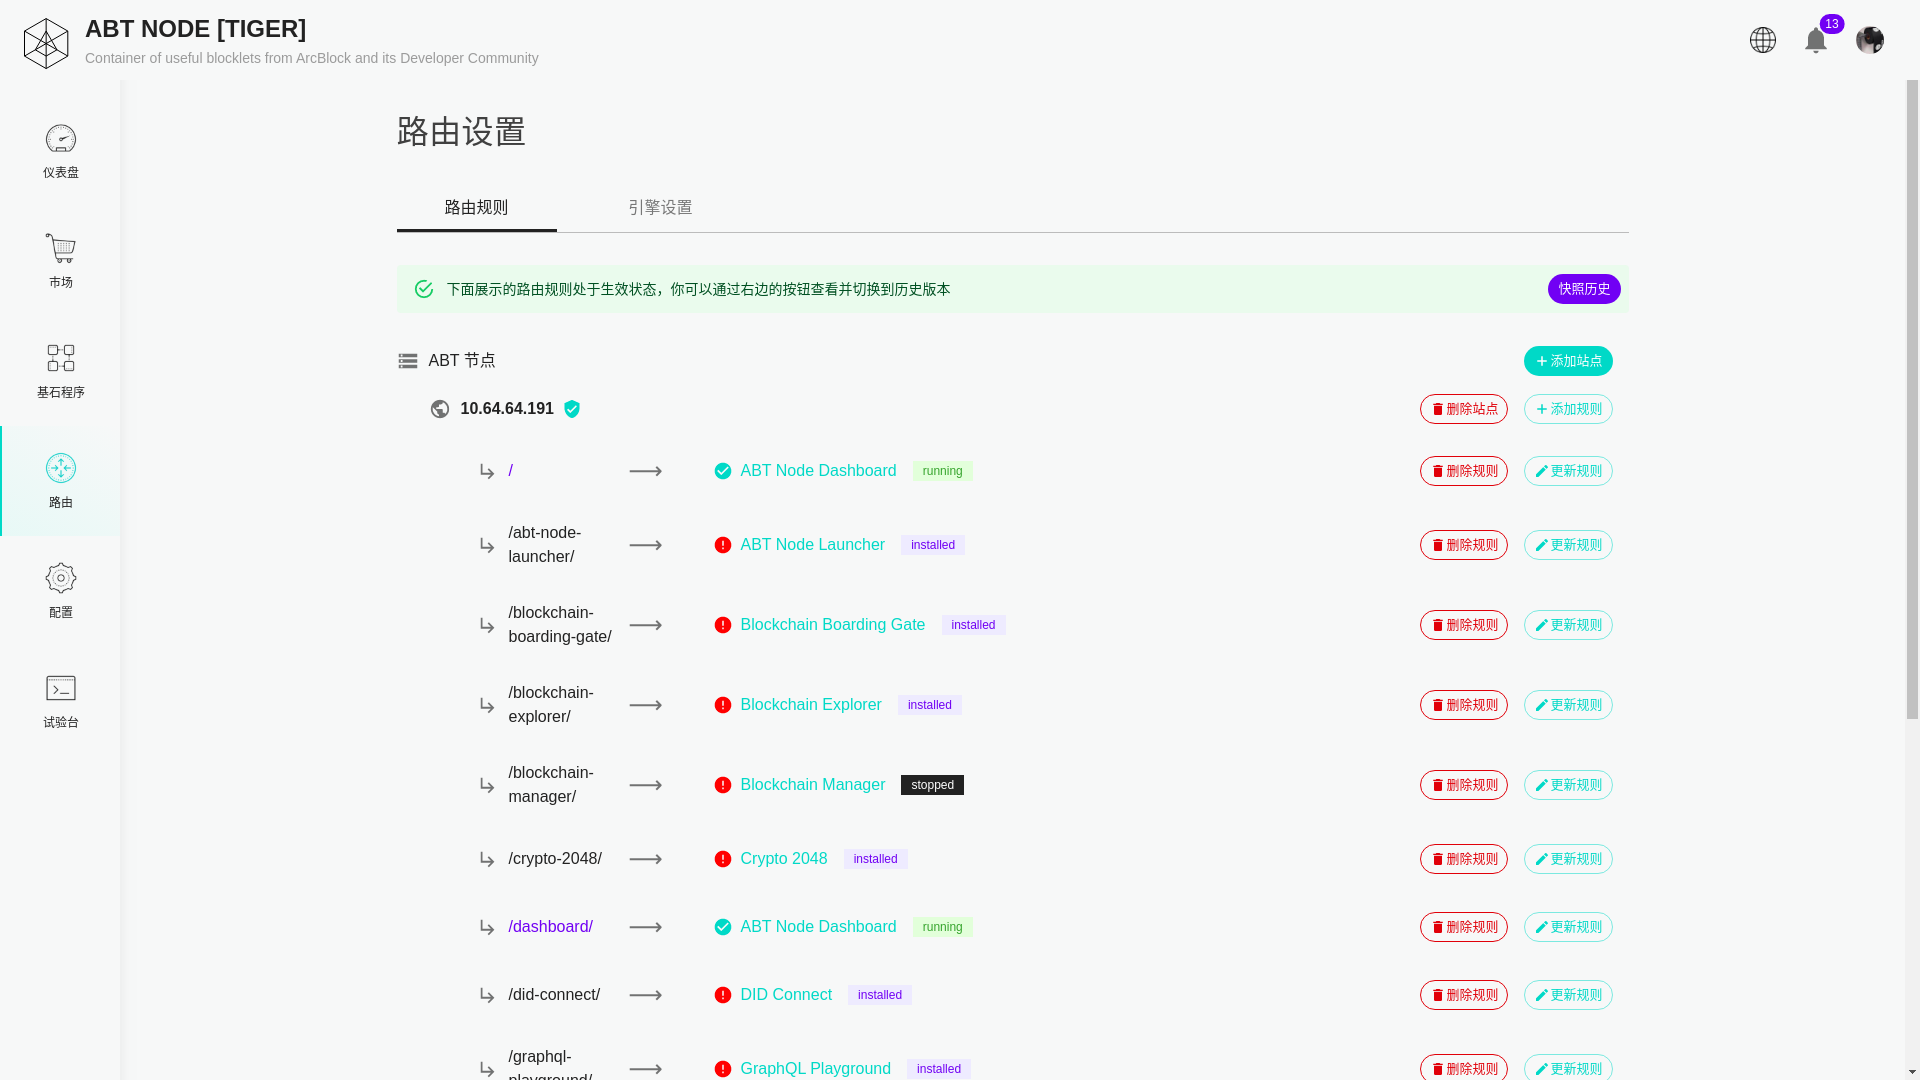 ABT NODE [TIGER]
Container of useful blocklets from ArcBlock and its Developer Community
13
仪表盘
市场
基石程序
路由
配置
试验台
路由设置
路由规则
引擎设置
下面展示的路由规则处于生效状态，你可以通过右边的按钮查看并切换到历史版本
快照历史
ABT 节点
添加站点
10.64.64.191
删除站点
添加规则
/
ABT Node Dashboard
running
删除规则
更新规则
/abt-node-
launcher/
ABT Node Launcher
installed
删除规则
更新规则
/blockchain-
boarding-gate/
Blockchain Boarding Gate
installed
删除规则
更新规则
/blockchain-
explorer/
Blockchain Explorer
installed
删除规则
更新规则
/blockchain-
manager/
Blockchain Manager
stopped
删除规则
更新规则
/crypto-2048/
Crypto 2048
installed
删除规则
更新规则
/dashboard/
ABT Node Dashboard
running
删除规则
更新规则
/did-connect/
DID Connect
installed
删除规则
更新规则
/graphql-
playground/
GraphQL Playground
installed
删除规则
更新规则